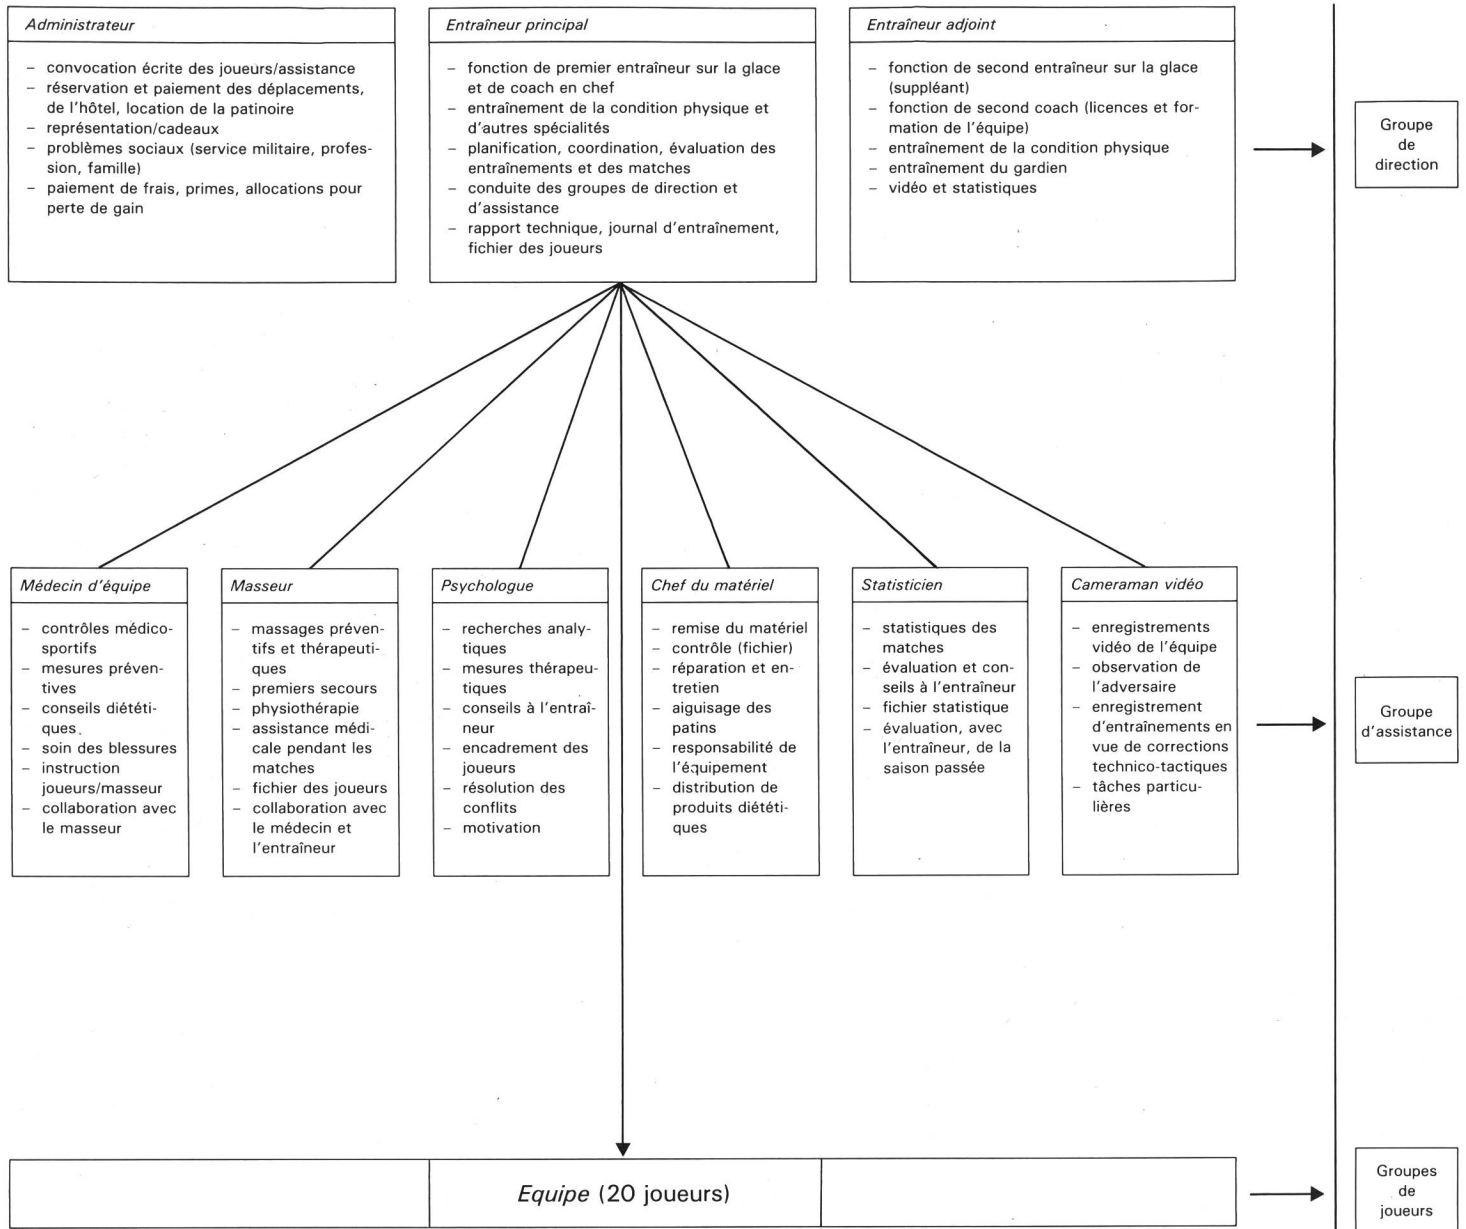 Administrateur
– convocation écrite des joueurs/assistance
– réservation et paiement des déplacements,
de l'hôtel, location de la patinoire
– représentation/cadeaux
– problèmes sociaux (service militaire, profes-
sion, famille)
– paiement de frais, primes, allocations pour
perte de gain
Entraîneur principal
– fonction de premier entraîneur sur la glace
et de coach en chef
– entraînement de la condition physique et
d'autres spécialités
– planification, coordination, évaluation des
entraînements et des matches
– conduite des groupes de direction et
d'assistance
– rapport technique, journal d'entraînement,
fichier des joueurs
Entraîneur adjoint
– fonction de second entraîneur sur la glace
(suppléant)
– fonction de second coach (licences et for-
mation de l'équipe)
– entraînement de la condition physique
– entraînement du gardien
– vidéo et statistiques
Groupe
de
direction
Médecin d'équipe
– contrôles médico-
sportifs
– mesures préven-
tives
– conseils diététi-
ques
– soin des blessures
– instruction
joueurs/masseur
– collaboration avec
le masseur
Masseur
– massages préven-
tifs et thérapeuti-
ques
– premiers secours
– physiothérapie
– assistance médi-
cale pendant les
matches
– fichier des joueurs
– collaboration avec
le médecin et
l'entraîneur
Psychologue
– recherches analy-
tiques
– mesures thérapeu-
tiques
– conseils à l'entraî-
neur
– encadrement des
joueurs
– résolution des
conflits
– motivation
Chef du matériel
– remise du matériel
– contrôle (fichier)
– réparation et en-
tretien
– aiguisage des
patins
– responsabilité de
l'équipement
– distribution de
produits diététi-
ques
Statisticien
– statistiques des
matches
– évaluation et con-
seils à l'entraîneur
– fichier statistique
– évaluation, avec
l'entraîneur, de la
saison passée
Cameraman vidéo
– enregistrements
vidéo de l'équipe
– observation de
l'adversaire
– enregistrement
d'entraînements en
vue de corrections
technico-tactiques
– tâches particu-
lières
Groupe
d'assistance
Equipe (20 joueurs)
Groupes
de
joueurs